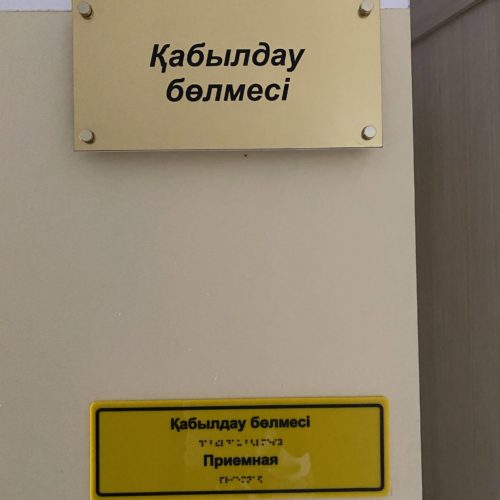 Қабылдау
бөлмесі
Қабылдау бөлмесі
Приемная